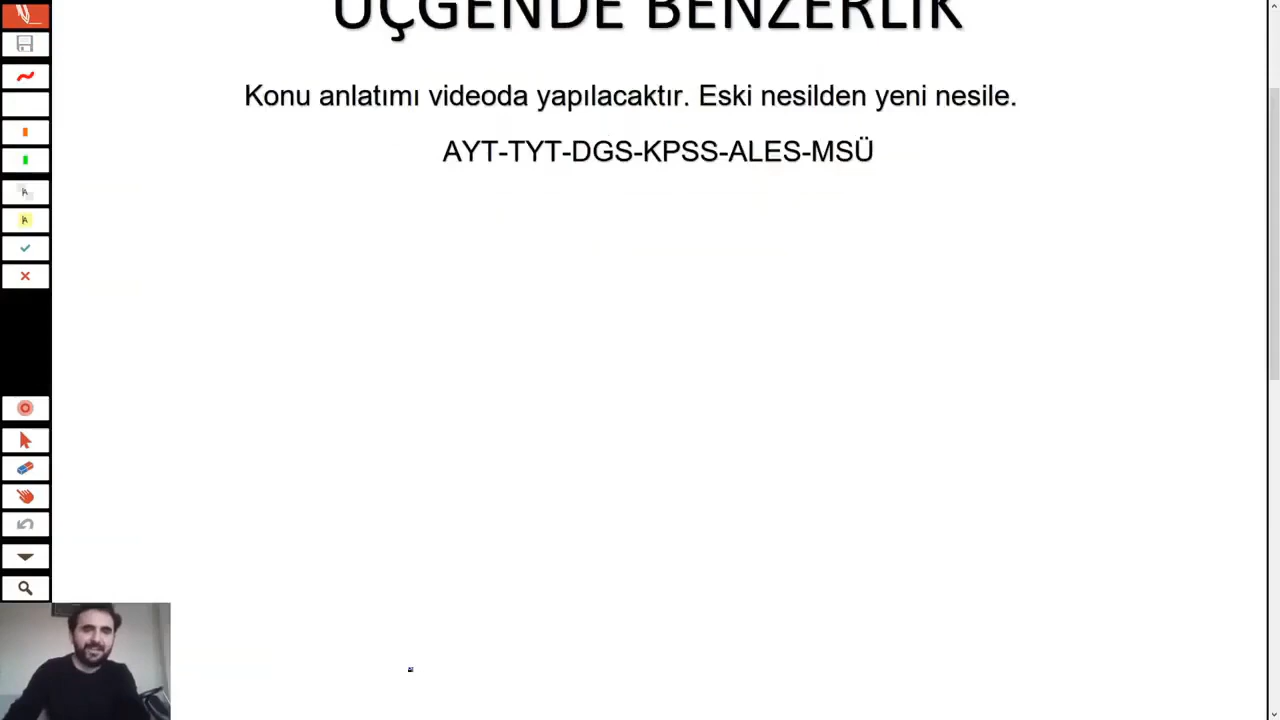 ÜÇGENDE BENZERLİK
Konu anlatımı videoda yapılacaktır. Eski nesilden yeni nesile.
AYT-TYT-DGS-KPSS-ALES-MSÜ